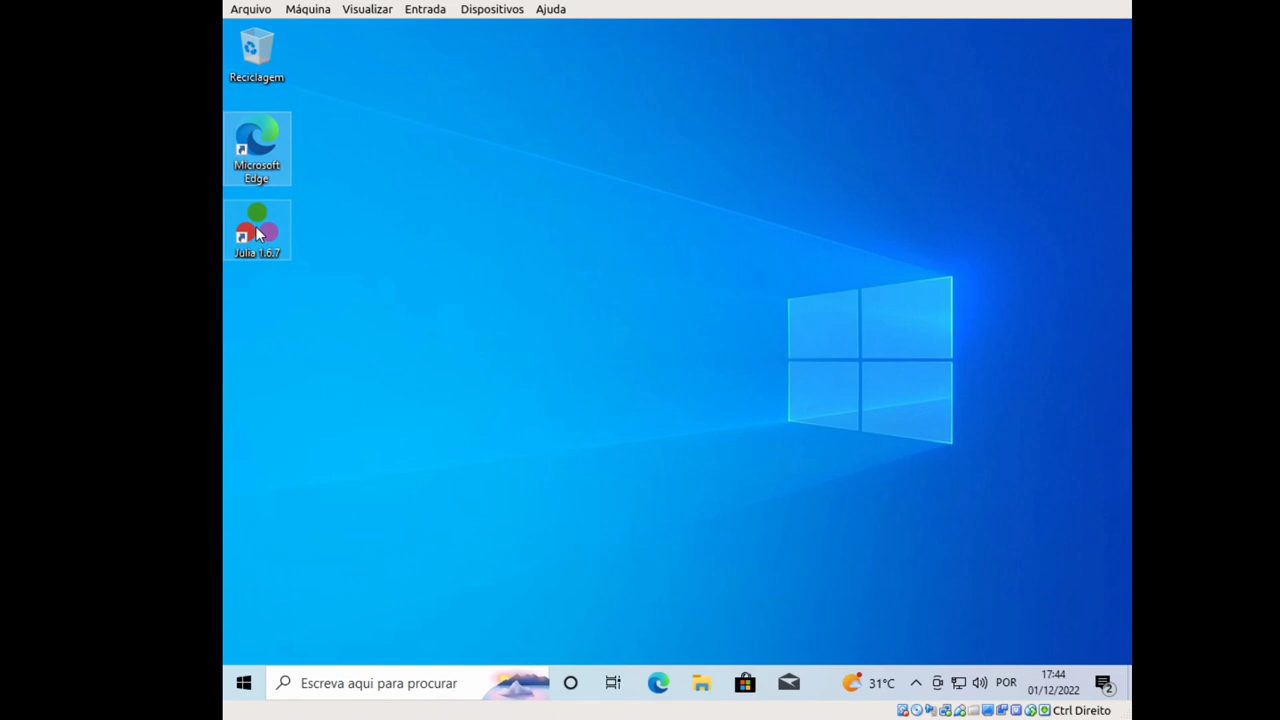 Arquivo Máquina Visualizar Entrada Dispositivos Ajuda
Reciclagem
Microsoft
Edge
Julia 1.6.7
Escreva aqui para procurar
31°C
POR
17:44
01/12/2022
2
Ctrl Direito